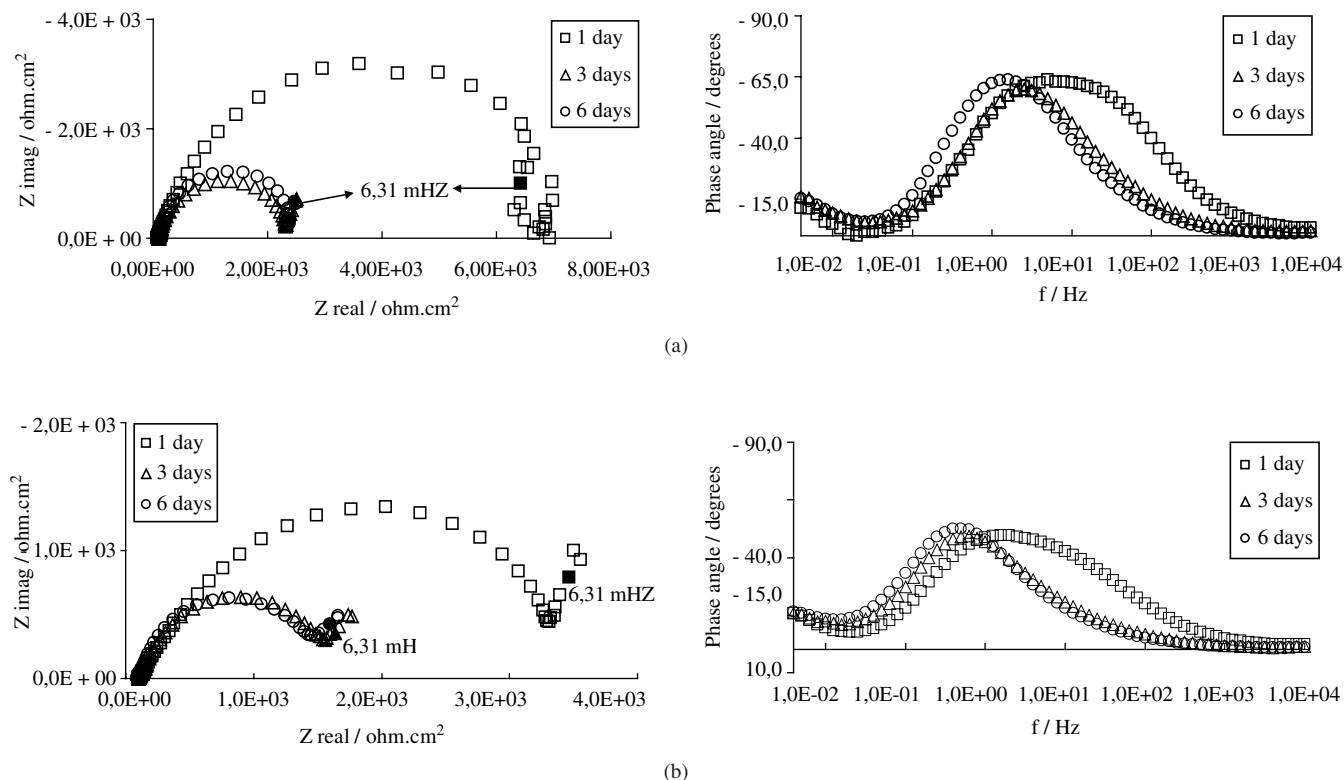 - 4,0E + 03
- 2,0E + 03
0,0E + 00
Z imag / ohm.cm²
1 day
3 days
6 days
6,31 mHZ
0,00E+03
2,00E+03
4,00E+03
6,00E+03
8,00E+03
Z real / ohm.cm²
- 90,0
- 65,0
- 40,0
- 15,0
Phase angle / degrees
1 day
3 days
6 days
1,0E-02
1,0E-01
1,0E+00
1,0E+01
1,0E+02
1,0E+03
1,0E+04
f / Hz
(a)
- 2,0E + 03
1,0E + 03
0,0E + 00
Z imag / ohm.cm²
1 day
3 days
6 days
6,31 mHZ
6,31 mH
0,0E+00
1,0E+03
2,0E+03
3,0E+03
4,0E+03
Z real / ohm.cm²
- 90,0
- 40,0
- 15,0
10,0
Phase angle / degrees
1 day
3 days
6 days
1,0E-02
1,0E-01
1,0E+00
1,0E+01
1,0E+02
1,0E+03
1,0E+04
f / Hz
(b)